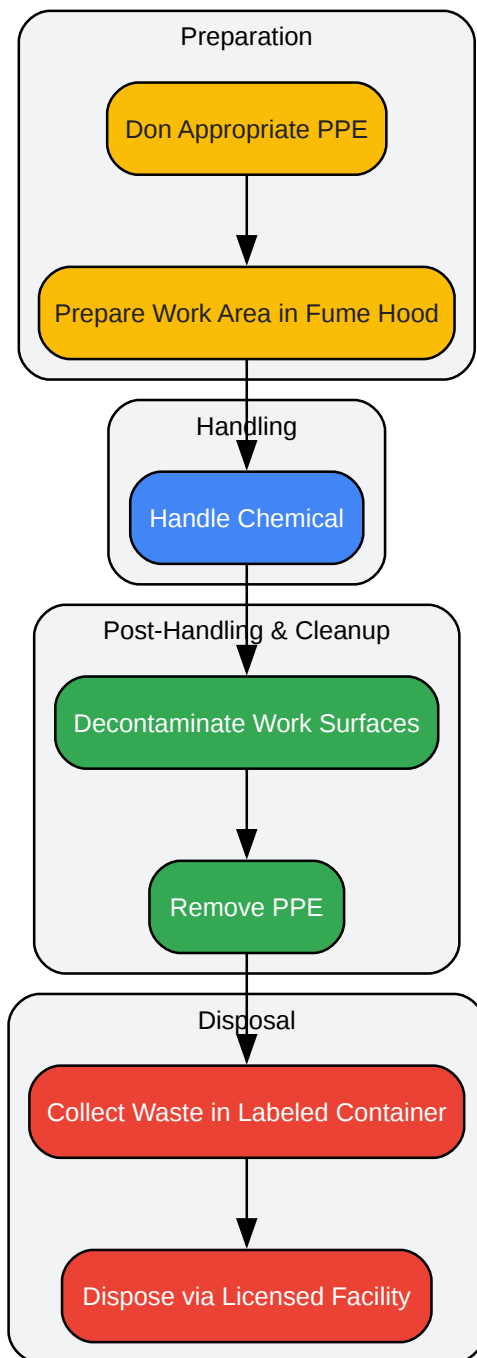 Preparation
Don Appropriate PPE
Prepare Work Area in Fume Hood
Handling
Handle Chemical
Post-Handling & Cleanup
Decontaminate Work Surfaces
Remove PPE
Disposal
Collect Waste in Labeled Container
Dispose via Licensed Facility